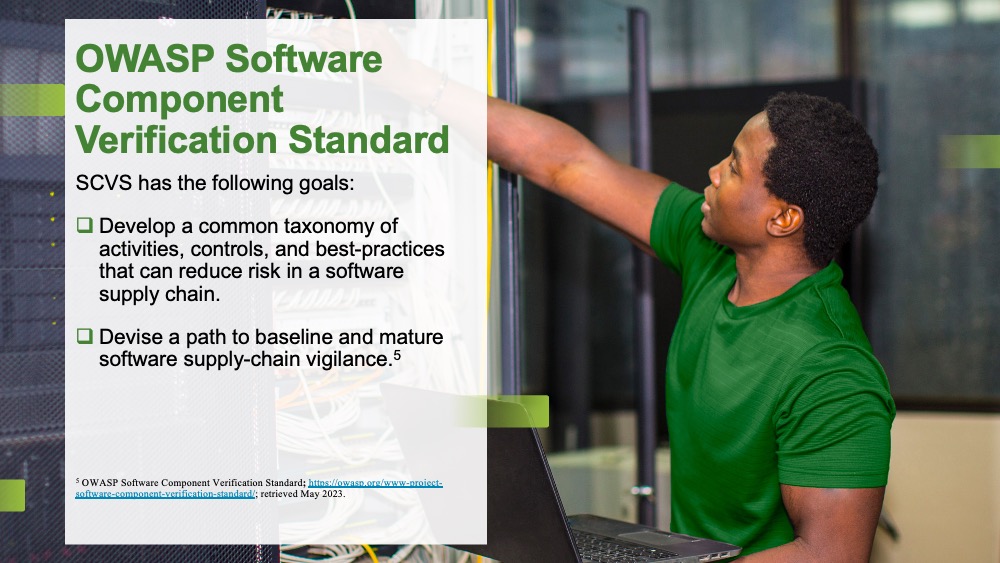 OWASP Software
Component
Verification Standard
SCVS has the following goals:
❑ Develop a common taxonomy of
activities, controls, and best-practices
that can reduce risk in a software
supply chain.
❑ Devise a path to baseline and mature
software supply-chain vigilance.⁵
⁵ OWASP Software Component Verification Standard; https://owasp.org/www-project-
software-component-verification-standard/; retrieved May 2023.